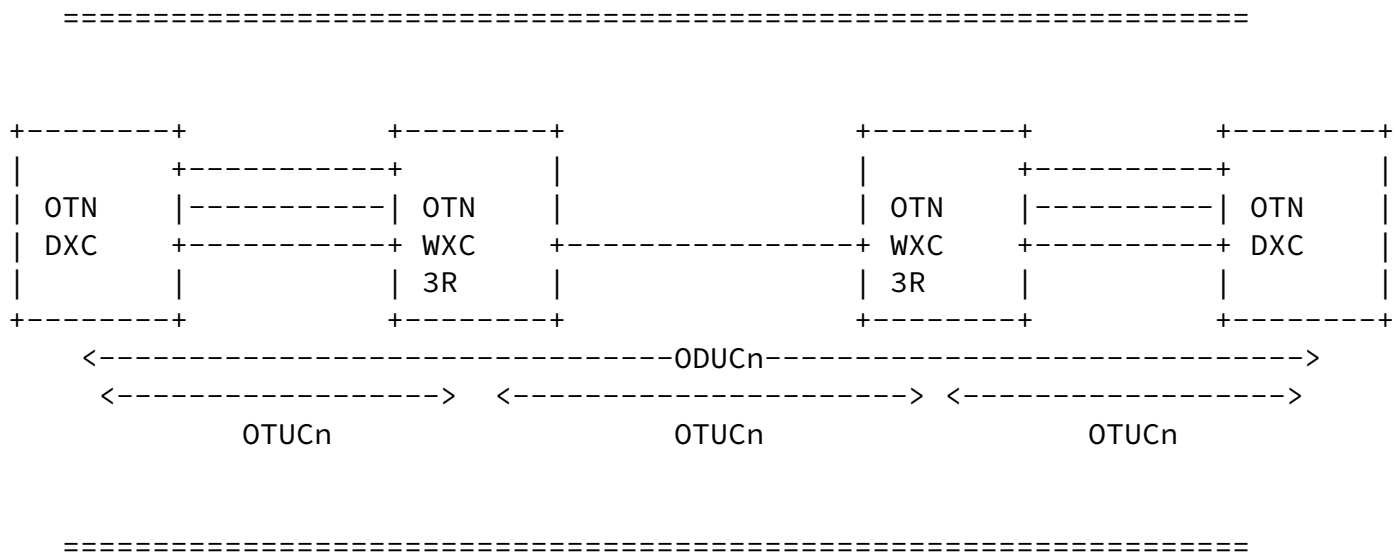 ==================================================================
+--------+            +--------+                 +--------+             +--------+
|        +-----------+        |                 |        +----------+        |
| OTN    |-----------| OTN    |                 | OTN    |----------| OTN    |
| DXC    +-----------+ WXC    +----------------+ WXC    +----------+ DXC    |
|        |           | 3R     |                 | 3R     |          |        |
+--------+            +--------+                 +--------+             +--------+
<--------------------------------ODUCn------------------------------>
<------------------> <-----------------------> <------------------>
OTUCn                   OTUCn                  OTUCn
==================================================================